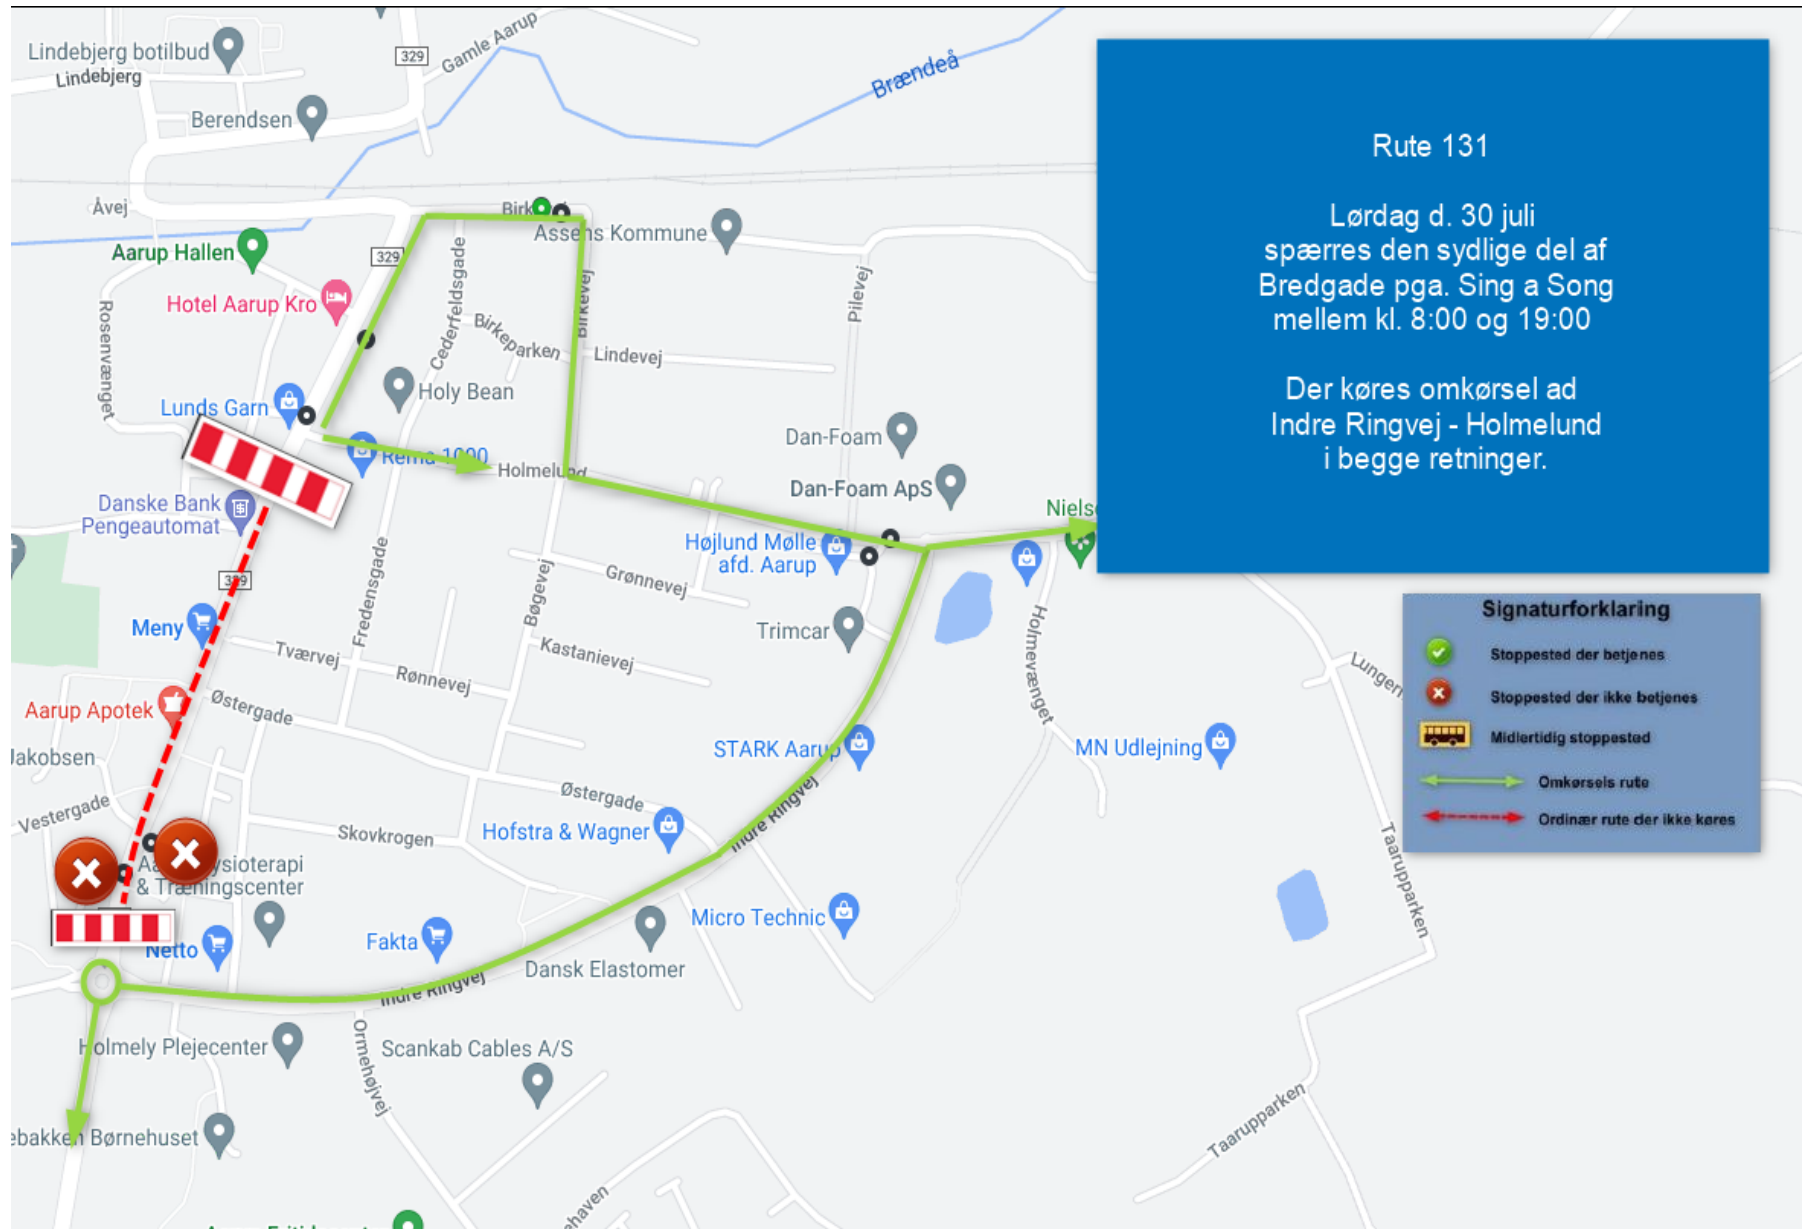 Lindebjerg botilbud
Lindebjerg
329
Gamle Aarup
Brændeå
Berendsen
Rute 131
Lørdag d. 30 juli
spærres den sydlige del af
Bredgade pga. Sing a Song
mellem kl. 8:00 og 19:00
Der køres omkørsel ad
Indre Ringvej - Holmelund
i begge retninger.
Åvej
Assens Kommune
Aarup Hallen
329
Hotel Aarup Kro
Rosenvænget
Cederfeldsgade
Birkevej
Pilevej
Birkeparken
Lindevej
Holy Bean
Lunds Garn
Rema 1000
Holmelund
Dan-Foam
Dan-Foam ApS
Danske Bank
Pengeautomat
Højlund Mølle
afd. Aarup
329
Grønnevej
Fredensgade
Bøgevej
Meny
Trimcar
Holmevænget
Tværvej
Rønnevej
Kastanievej
Signaturforklaring
Stoppested der betjenes
Stoppested der ikke betjenes
Midlertidig stoppested
Omkørsels rute
Ordinær rute der ikke køres
Aarup Apotek
Østergade
Jakobsen
STARK Aarup
MN Udlejning
Vestergade
Østergade
Skovkrogen
Hofstra & Wagner
Indre Ringvej
Taarupparken
& Træningscenter
Netto
Fakta
Micro Technic
Dansk Elastomer
Indre Ringvej
Holmely Plejecenter
Ormehøjvej
Scankab Cables A/S
ebakken Børnehuset
Taarupparken